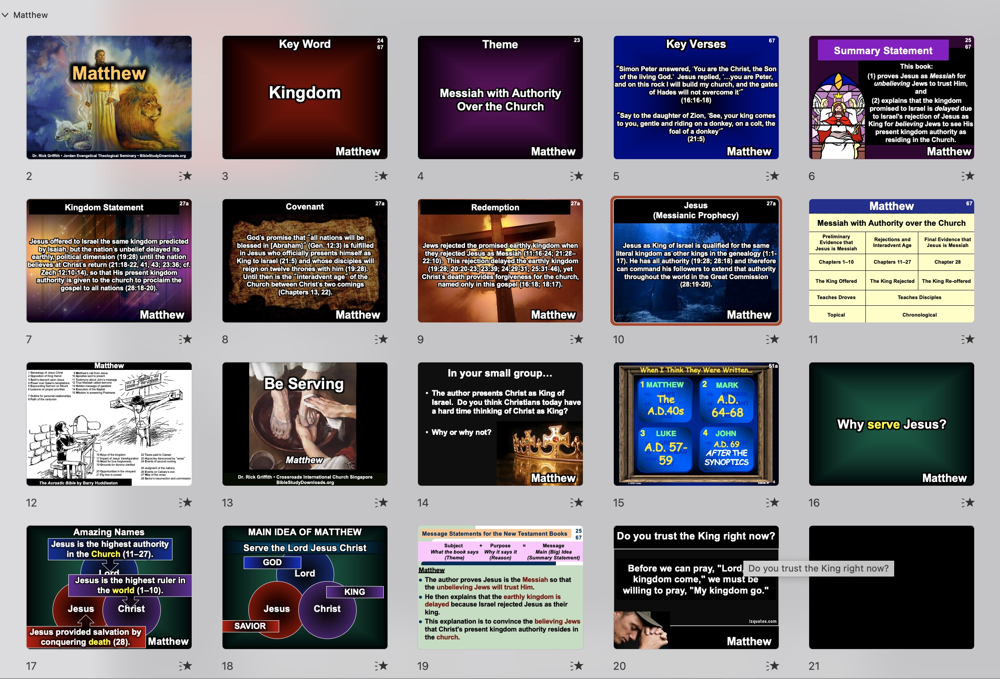 Matthew
Matthew
Dr. Rick Griffith • Jordan Evangelical Theological Seminary • BibleStudyDownloads.org
2
Key Word
24
67
Kingdom
Matthew
3
Theme
23
Messiah with Authority
Over the Church
Matthew
4
Key Verses
67
"Simon Peter answered, 'You are the Christ, the Son
of the living God.' Jesus replied, '...you are Peter,
and on this rock I will build my church, and the gates
of Hades will not overcome it'"
(16:16-18)
"Say to the daughter of Zion, 'See, your king comes
to you, gentle and riding on a donkey, on a colt, the
foal of a donkey'"
(21:5)
Matthew
5
Summary Statement
25
67
This book:
(1) proves Jesus as Messiah for
unbelieving Jews to trust Him,
and
(2) explains that the kingdom
promised to Israel is delayed due
to Israel's rejection of Jesus as
King for believing Jews to see His
present kingdom authority as
residing in the Church.
Matthew
6
Kingdom Statement
27a
Jesus offered to Israel the same kingdom predicted
by Isaiah, but the nation's unbelief delayed its
earthly, political dimension (19:28) until the nation
believes at Christ's return (21:18-22, 41, 43; 23:36; cf.
Zech 12:10-14), so that His present kingdom
authority is given to the church to proclaim the
gospel to all nations (28:18-20).
Matthew
7
Covenant
27a
God's promise that "all nations will be
blessed in [Abraham]" (Gen. 12:3) is fulfilled
in Jesus who officially presents himself as
King to Israel (21:5) and whose disciples will
reign on twelve thrones with him (19:28).
Until then is the "interadvent age" of the
Church between Christ's two comings
(Chapters 13, 22).
Matthew
8
Redemption
27a
Jews rejected the promised earthly kingdom when
they rejected Jesus as Messiah (11:16-24; 21:28–
22:10). This rejection delayed the earthly kingdom
(19:28; 20:20-23; 23:39; 24:29-31; 25:31-46), yet
Christ's death provides forgiveness for the church,
named only in this gospel (16:18; 18:17).
Matthew
9
Jesus
(Messianic Prophecy)
27a
Jesus as King of Israel is qualified for the same
literal kingdom as other kings in the genealogy (1:1-
17). He has all authority (19:28; 28:18) and therefore
can command his followers to extend that authority
throughout the world in the Great Commission
(28:19-20).
Matthew
10
Matthew
67
Messiah with Authority over the Church
Preliminary
Evidence that
Jesus is Messiah
Rejections and
Interadvent Age
Final Evidence that
Jesus is Messiah
Chapters 1–10
Chapters 11–27
Chapter 28
The King Offered
The King Rejected
The King Re-offered
Teaches Droves
Teaches Disciples
Topical
Chronological
11
Matthew
1 Genealogy of Jesus Christ
2 Opposition of King Herod
3 Spirit's descent upon Jesus
4 Power over Satan's temptations
5 Expounding Sermon on Mount
6 Lessons on proper priorities
7 Outline for personal relationships
8 Faith of the centurion
9 Matthew's call from Jesus
10 Apostles sent to preach
11 Testimony about John's message
12 True Messiah called demonic
13 Hidden message of parables
14 Execution of the Baptist
15 Wisdom is answering Pharisees
16 Keys of the kingdom
17 Impact of Jesus' transfiguration
18 Need for true forgiveness
19 Grounds for divorce clarified
20 Opportunities in the vineyard
21 Fig tree is cursed
22 Taxes paid to Caesar
23 Hypocrisy denounced by "woes"
24 Events of second coming
25 Judgment of the nations
26 Events on Calvary's eve
27 Way of the cross
28 Savior's resurrection and commission
The Acrostic Bible by Barry Huddleston
12
Be Serving
Matthew
Dr. Rick Griffith • Crossroads International Church Singapore
BibleStudyDownloads.org
13
In your small group...
• The author presents Christ as King of
Israel. Do you think Christians today have
a hard time thinking of Christ as King?
• Why or why not?
Matthew
14
When I Think They Were Written...
51a
1 MATTHEW
TO: JEWS
The
A.D.40s
2 MARK
TO: ROMANS
A.D.
64-68
3 LUKE
A.D. 57-
59
4 JOHN
A.D. 69
AFTER THE
SYNOPTICS
4
15
Why serve Jesus?
Matthew
16
Amazing Names
Jesus is the highest authority
in the Church (11–27).
Lord
Jesus is the highest ruler in
the world (1–10).
Jesus
Christ
Jesus provided salvation by
conquering death (28).
Matthew
17
MAIN IDEA OF MATTHEW
Serve the Lord Jesus Christ
GOD
Lord
KING
Jesus
Christ
SAVIOR
18
Message Statements for the New Testament Books
25
67
Subject + Purpose = Message
What the book says Why it says it Main (Big) Idea
(Theme) (Reason) (Summary Statement)
Matthew
• The author proves Jesus is the Messiah so that
the unbelieving Jews will trust Him.
• He then explains that the earthly kingdom is
delayed because Israel rejected Jesus as their
king.
• This explanation is to convince the believing Jews
that Christ's present kingdom authority resides in
the church.
19
Do you trust the King right now?
Before we can pray, "Lord,
kingdom come," we must be
willing to pray, "My kingdom go."
izquotes.com
Matthew
Do you trust the King right now?
20
21